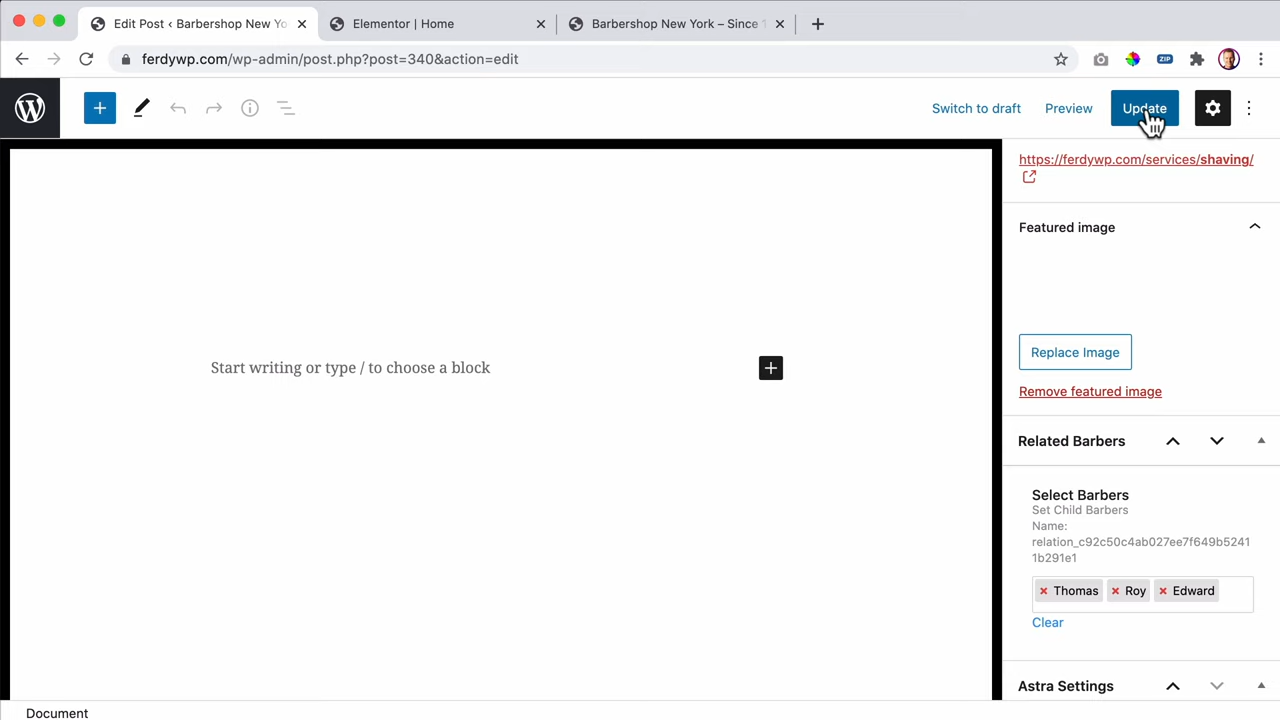 Edit Post ‹ Barbershop New Yo
Elementor | Home
Barbershop New York – Since 1
ferdywp.com/wp-admin/post.php?post=340&action=edit
ZIP
Switch to draft
Preview
Update
https://ferdywp.com/services/shaving/
Featured image
Start writing or type / to choose a block
Replace Image
Remove featured image
Related Barbers
Select Barbers
Set Child Barbers
Name:
relation_c92c50c4ab027ee7f649b5241
1b291e1
× Thomas × Roy × Edward
Clear
Astra Settings
Document